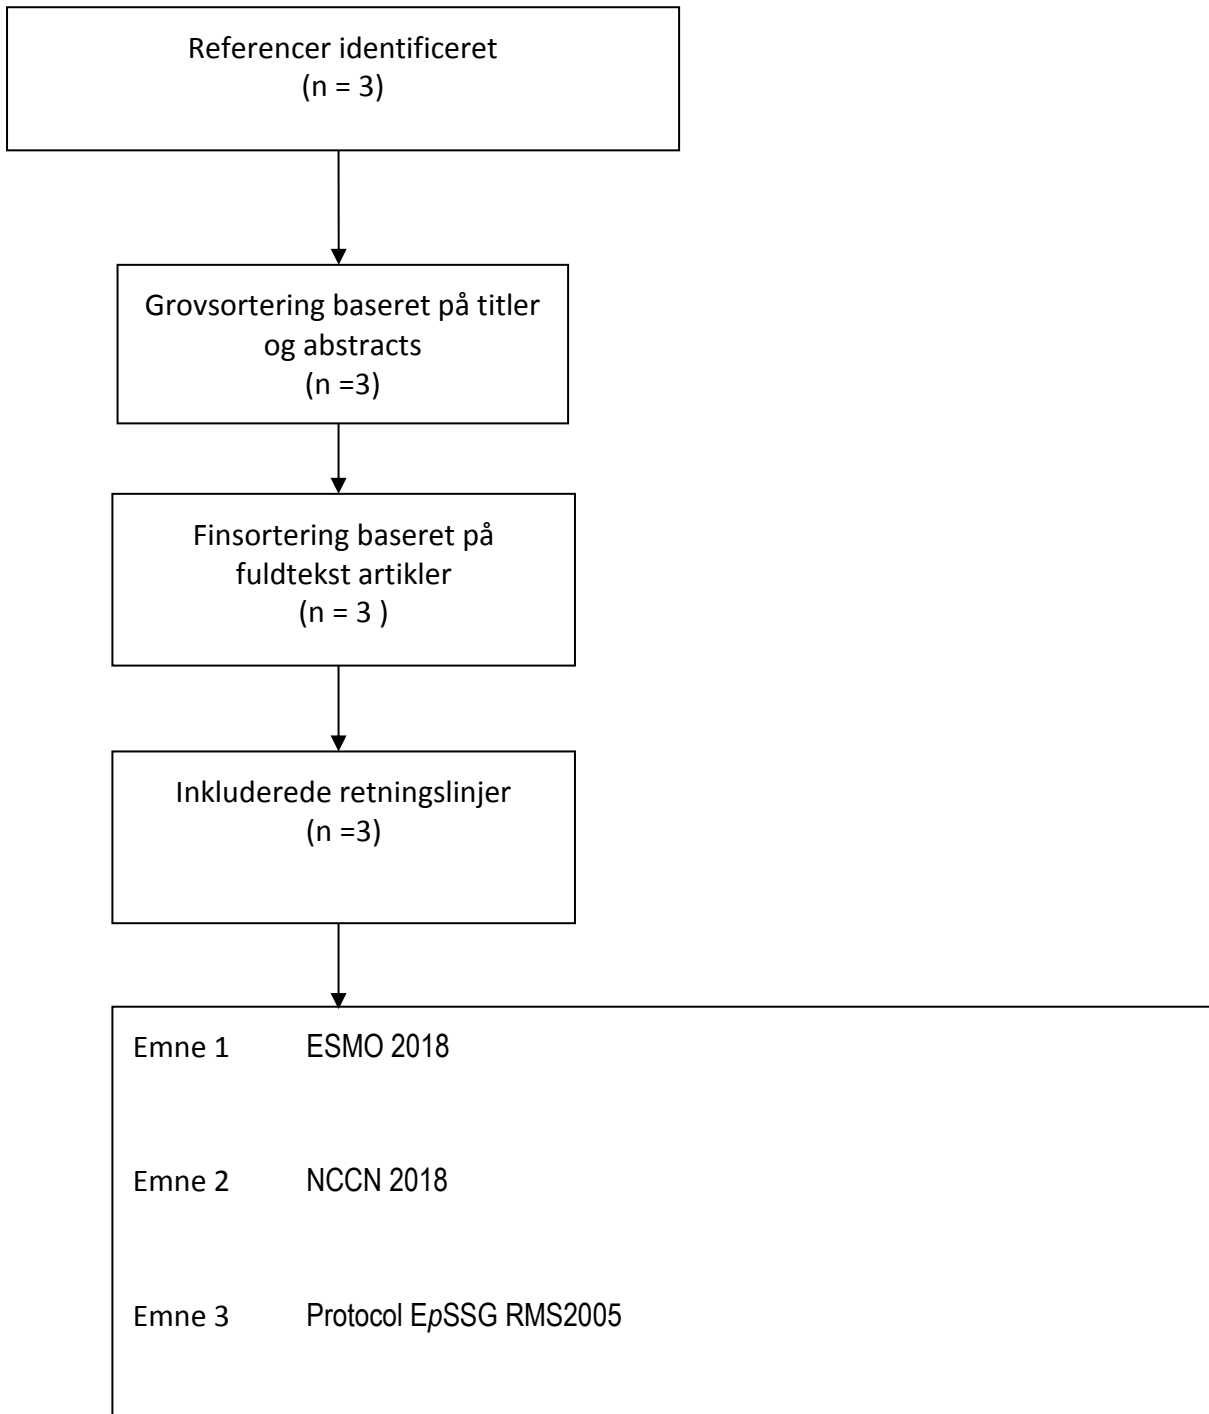 Referencer identificeret
(n = 3)
Grovsortering baseret på titler
og abstracts
(n =3)
Finsortering baseret på
fuldtekst artikler
(n = 3 )
Inkluderede retningslinjer
(n =3)
Emne 1 ESMO 2018
Emne 2 NCCN 2018
Emne 3 Protocol EpSSG RMS2005